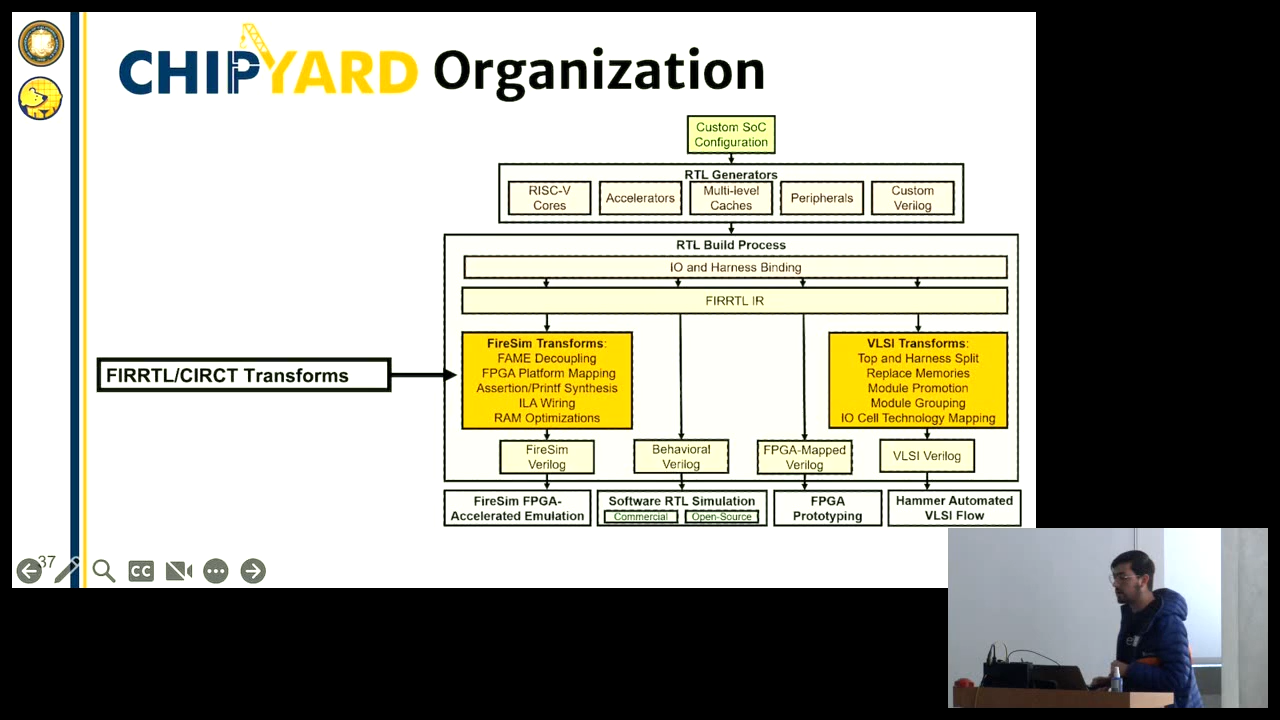 CHIPYARD Organization
Custom SoC
Configuration
RTL Generators
RISC-V
Cores
Accelerators
Multi-level
Caches
Peripherals
Custom
Verilog
RTL Build Process
IO and Harness Binding
FIRRTL IR
FIRRTL/CIRCT Transforms
FireSim Transforms:
FAME Decoupling
FPGA Platform Mapping
Assertion/Printf Synthesis
ILA Wiring
RAM Optimizations
VLSI Transforms:
Top and Harness Split
Replace Memories
Module Promotion
Module Grouping
IO Cell Technology Mapping
FireSim
Verilog
Behavioral
Verilog
FPGA-Mapped
Verilog
VLSI Verilog
FireSim FPGA-
Accelerated Emulation
Software RTL Simulation
Commercial
Open-Source
FPGA
Prototyping
Hammer Automated
VLSI Flow
37
CC